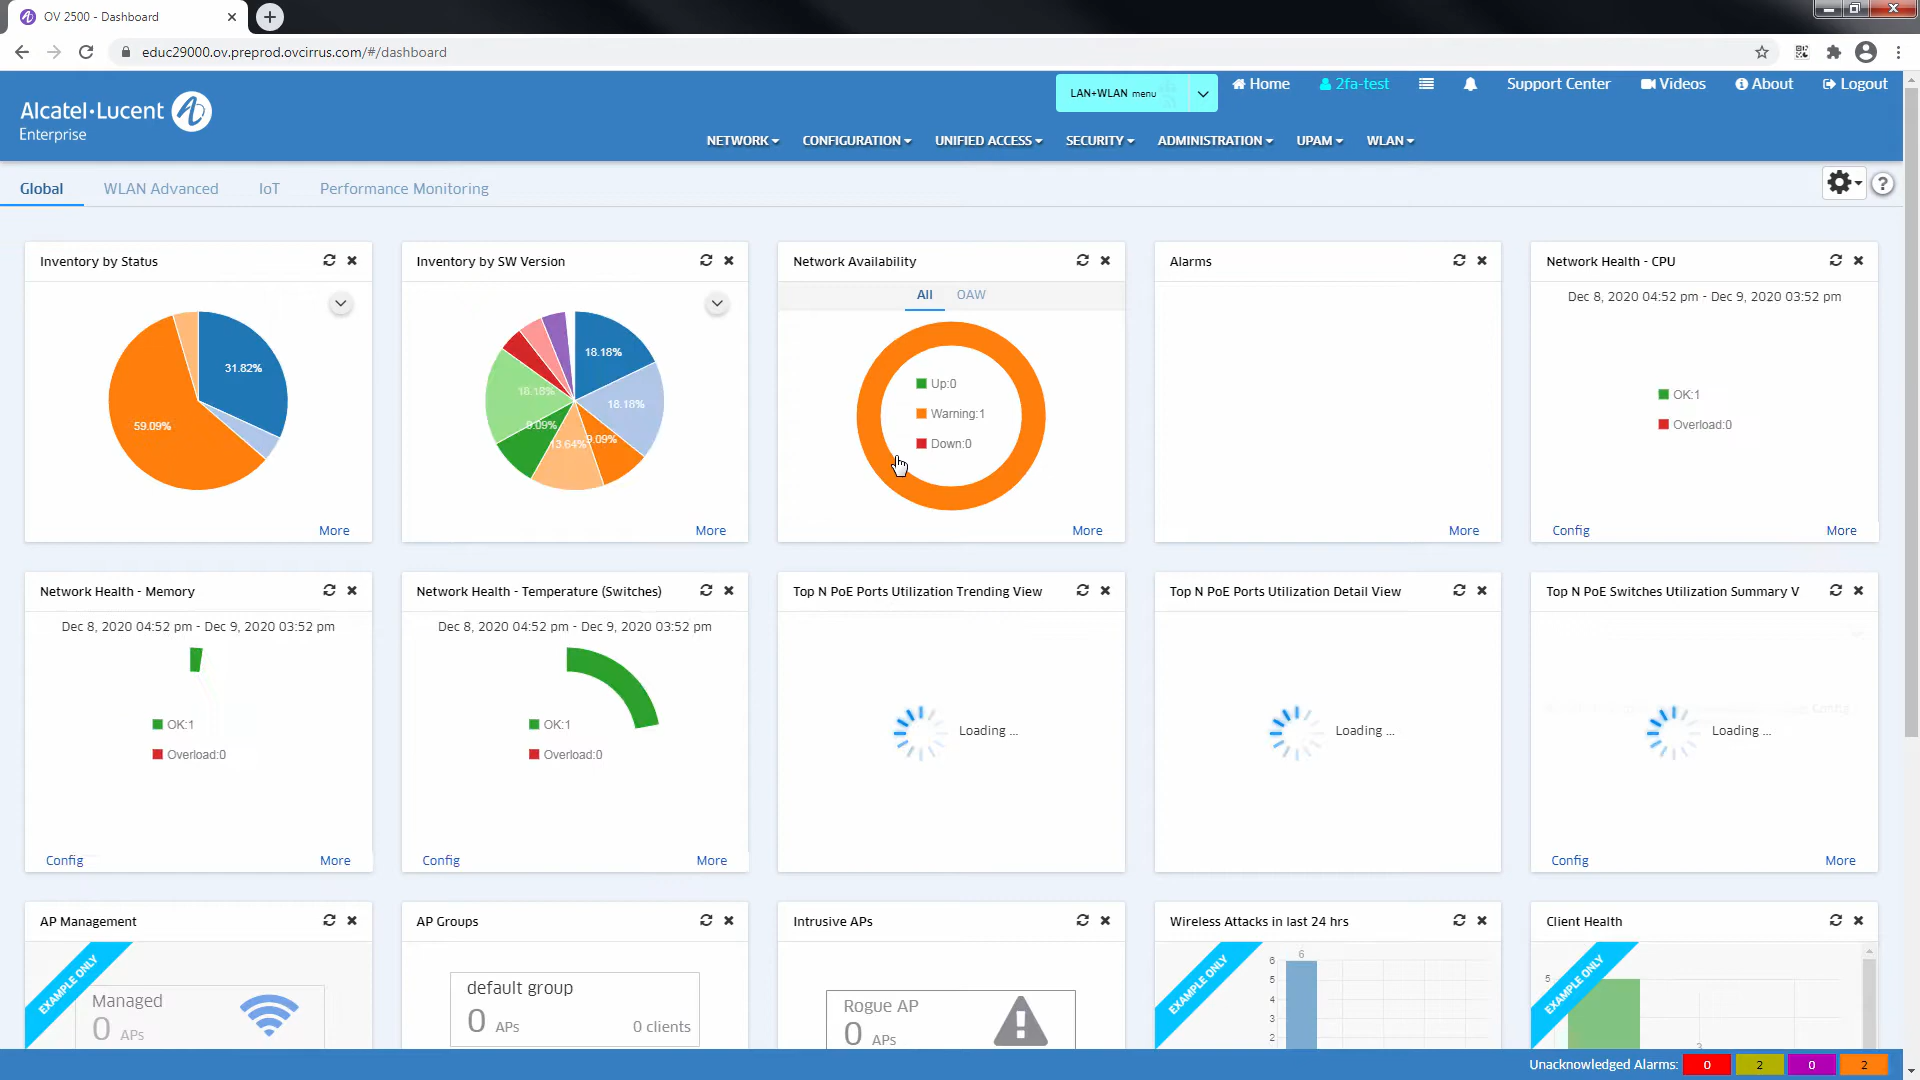 OV 2500 - Dashboard
educ29000.ov.preprod.ovcirrus.com/#/dashboard
Alcatel·Lucent
Enterprise
LAN+WLAN menu
Home
2fa-test
Support Center
Videos
About
Logout
NETWORK
CONFIGURATION
UNIFIED ACCESS
SECURITY
ADMINISTRATION
UPAM
WLAN
Global
WLAN Advanced
IoT
Performance Monitoring
?
Inventory by Status
31.82%
59.09%
More
Inventory by SW Version
18.18%
18.18%
18.18%
9.09%
13.64%
9.09%
More
Network Availability
All
OAW
Up:0
Warning:1
Down:0
More
Alarms
More
Network Health - CPU
Dec 8, 2020 04:52 pm - Dec 9, 2020 03:52 pm
OK:1
Overload:0
Config
More
Network Health - Memory
Dec 8, 2020 04:52 pm - Dec 9, 2020 03:52 pm
OK:1
Overload:0
Config
More
Network Health - Temperature (Switches)
Dec 8, 2020 04:52 pm - Dec 9, 2020 03:52 pm
OK:1
Overload:0
Config
More
Top N PoE Ports Utilization Trending View
Loading ...
Top N PoE Ports Utilization Detail View
Loading ...
Top N PoE Switches Utilization Summary V
Loading ...
Config
More
AP Management
EXAMPLE ONLY
Managed
0 APs
AP Groups
default group
0 APs
0 clients
Intrusive APs
Rogue AP
0 APs
Wireless Attacks in last 24 hrs
EXAMPLE ONLY
6
6
5
4
3
2
Client Health
EXAMPLE ONLY
5
3
Unacknowledged Alarms:
0
2
0
2